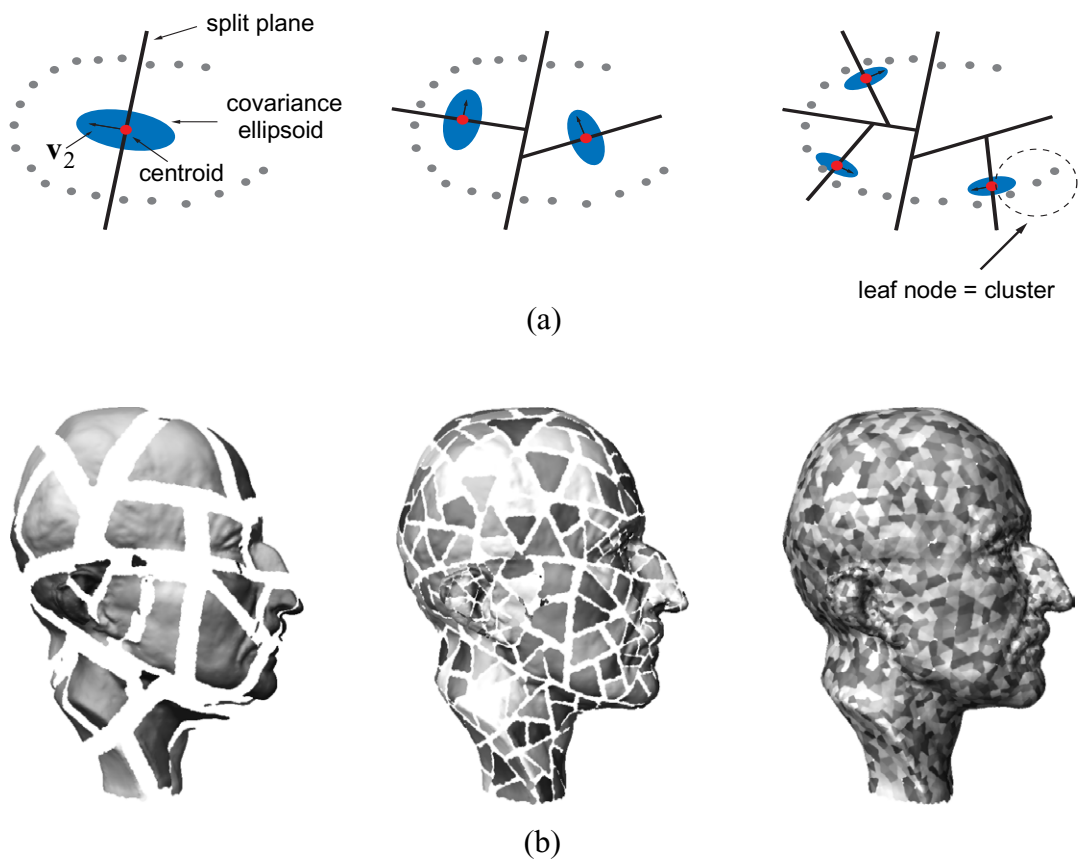 split plane
covariance
ellipsoid
v2
centroid
leaf node = cluster
(a)
(b)